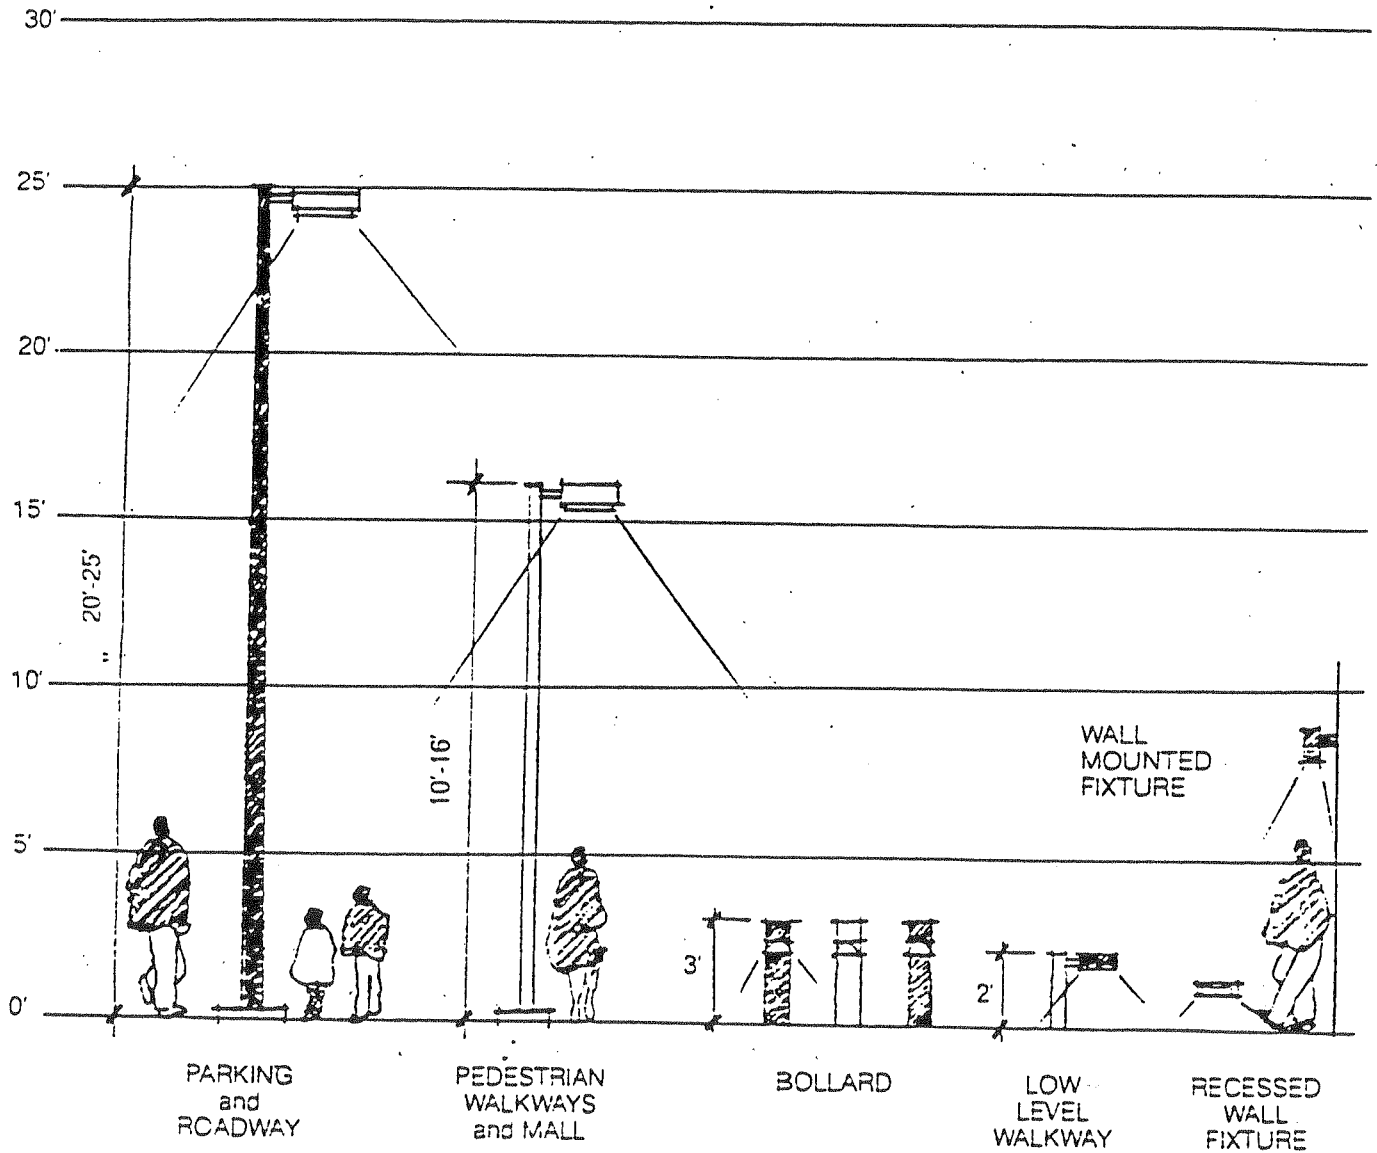 30'
25'
20'
15'
20'-25'
10'
10'-16'
WALL
MOUNTED
FIXTURE
5'
3'
2'
0'
PARKING
and
ROADWAY
PEDESTRIAN
WALKWAYS
and MALL
BOLLARD
LOW
LEVEL
WALKWAY
RECESSED
WALL
FIXTURE